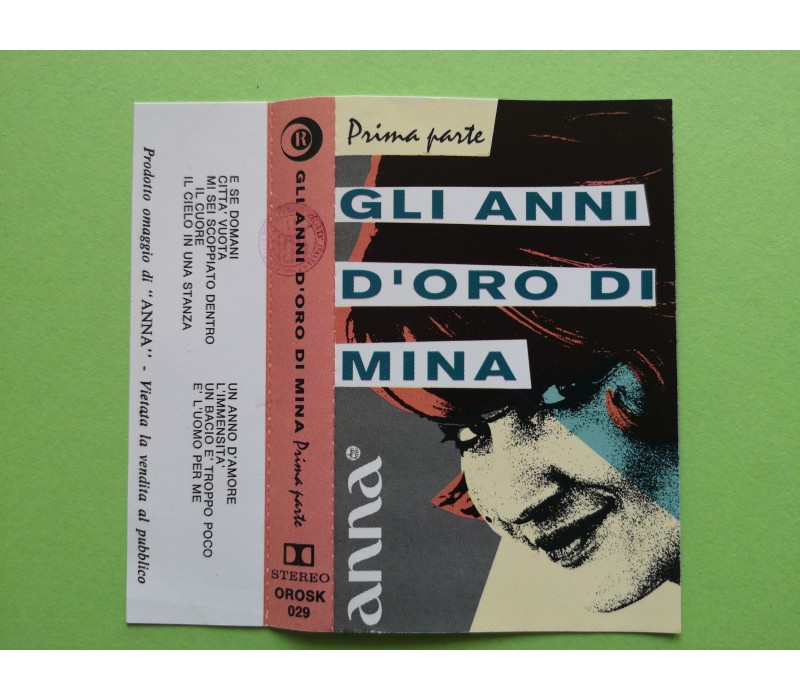 Prima parte
GLI ANNI
D'ORO DI
MINA
anna
R
GLI ANNI D'ORO DI MINA Prima parte
STEREO
OROSK
029
E SE DOMANI
CITTA' VUOTA
MI SEI SCOPPIATO DENTRO
IL CUORE
IL CIELO IN UNA STANZA
UN ANNO D'AMORE
L'IMMENSITA'
UN BACIO E' TROPPO POCO
E' L'UOMO PER ME
Prodotto omaggio di "ANNA" - Vietata la vendita al pubblico